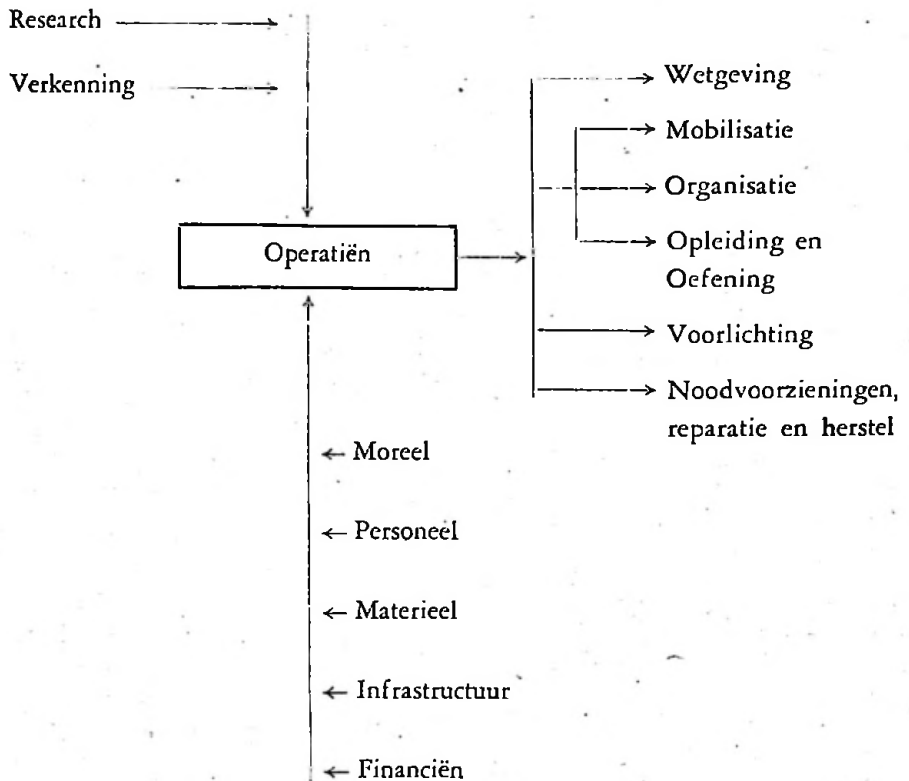 Research
Verkenning
Operatiën
Wetgeving
Mobilisatie
Organisatie
Opleiding en
Oefening
Voorlichting
Noodvoorzieningen,
reparatie en herstel
Moreel
Personeel
Materieel
Infrastructuur
Financiën